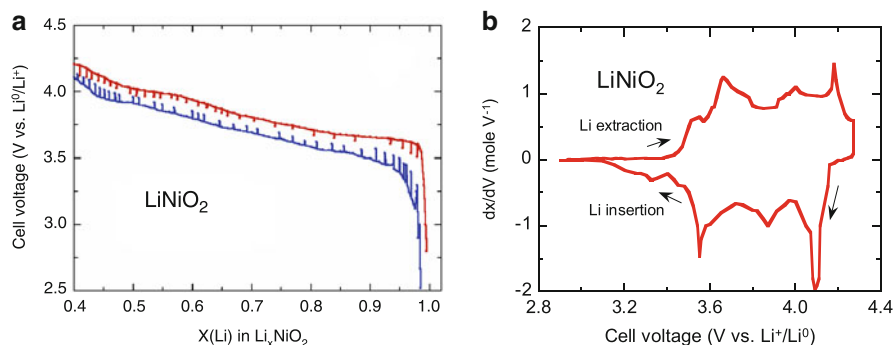 a
4.5
4.0
3.5
3.0
2.5
Cell voltage (V vs. Li⁰/Li⁺)
LiNiO₂
0.4 0.5 0.6 0.7 0.8 0.9 1.0
X(Li) in LiₓNiO₂
b
2
1
0
-1
-2
dx/dV (mole V⁻¹)
LiNiO₂
Li extraction
Li insertion
2.8 3.2 3.6 4.0 4.4
Cell voltage (V vs. Li⁺/Li⁰)